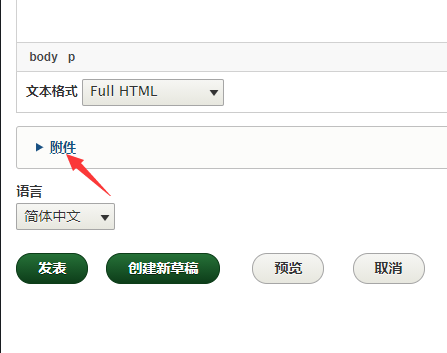 body p
文本格式 Full HTML
附件
语言
简体中文
发表 创建新草稿 预览 取消